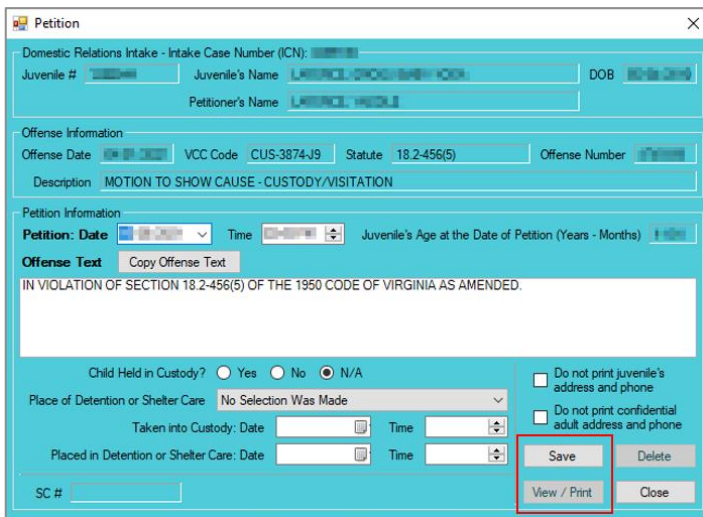 Petition
Domestic Relations Intake - Intake Case Number (ICN):
Juvenile # Juvenile's Name DOB
Petitioner's Name
Offense Information
Offense Date VCC Code CUS-3874-J9 Statute 18.2-456(5) Offense Number
Description MOTION TO SHOW CAUSE - CUSTODY/VISITATION
Petition Information
Petition: Date Time Juvenile's Age at the Date of Petition (Years - Months)
Offense Text Copy Offense Text
IN VIOLATION OF SECTION 18.2-456(5) OF THE 1950 CODE OF VIRGINIA AS AMENDED.
Child Held in Custody? Yes No N/A
Do not print juvenile's
address and phone
Place of Detention or Shelter Care No Selection Was Made
Do not print confidential
adult address and phone
Taken into Custody: Date Time
Placed in Detention or Shelter Care: Date Time
Save Delete
SC #
View / Print Close